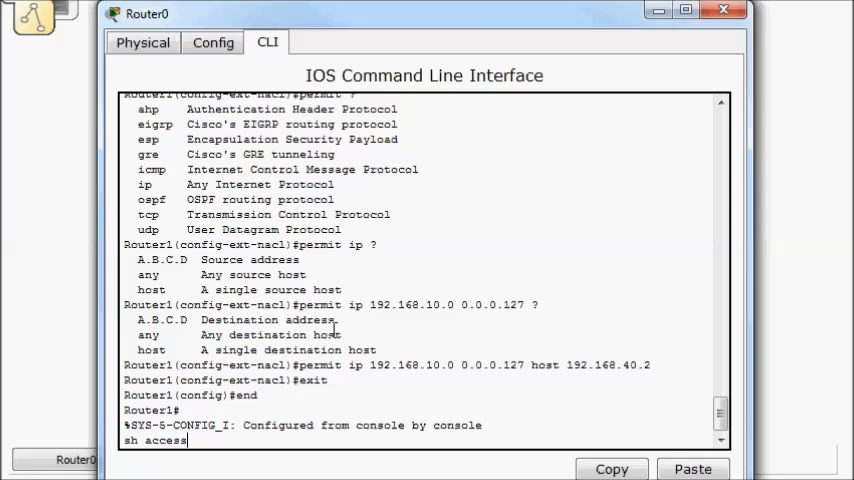 Router0
Physical Config CLI
IOS Command Line Interface
Router1(config-ext-nacl)#permit ?
ahp Authentication Header Protocol
eigrp Cisco's EIGRP routing protocol
esp Encapsulation Security Payload
gre Cisco's GRE tunneling
icmp Internet Control Message Protocol
ip Any Internet Protocol
ospf OSPF routing protocol
tcp Transmission Control Protocol
udp User Datagram Protocol
Router1(config-ext-nacl)#permit ip ?
A.B.C.D Source address
any Any source host
host A single source host
Router1(config-ext-nacl)#permit ip 192.168.10.0 0.0.0.127 ?
A.B.C.D Destination address
any Any destination host
host A single destination host
Router1(config-ext-nacl)#permit ip 192.168.10.0 0.0.0.127 host 192.168.40.2
Router1(config-ext-nacl)#exit
Router1(config)#end
Router1#
%SYS-5-CONFIG_I: Configured from console by console
sh access
Router0
Copy Paste